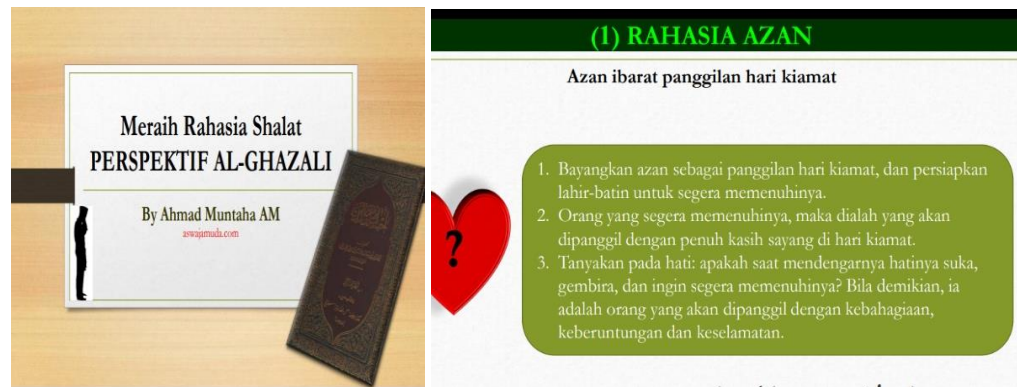 Meraih Rahasia Shalat
PERSPEKTIF AL-GHAZALI
By Ahmad Muntaha AM
aswajamuda.com
(1) RAHASIA AZAN
Azan ibarat panggilan hari kiamat
1. Bayangkan azan sebagai panggilan hari kiamat, dan persiapkan
lahir-batin untuk segera memenuhinya.
2. Orang yang segera memenuhinya, maka dialah yang akan
dipanggil dengan penuh kasih sayang di hari kiamat.
3. Tanyakan pada hati: apakah saat mendengarnya hatinya suka,
gembira, dan ingin segera memenuhinya? Bila demikian, ia
adalah orang yang akan dipanggil dengan kebahagiaan,
keberuntungan dan keselamatan.
?